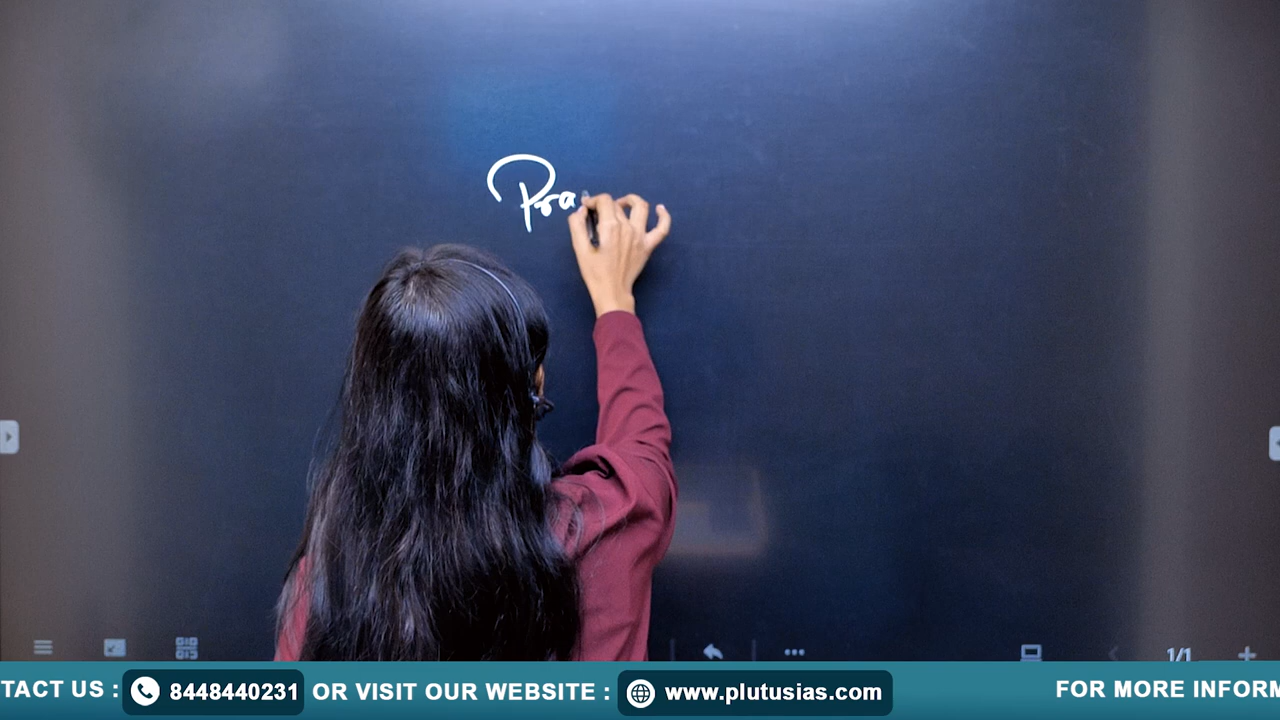 Pra
1/1
TACT US : 8448440231 OR VISIT OUR WEBSITE : www.plutusias.com FOR MORE INFORM